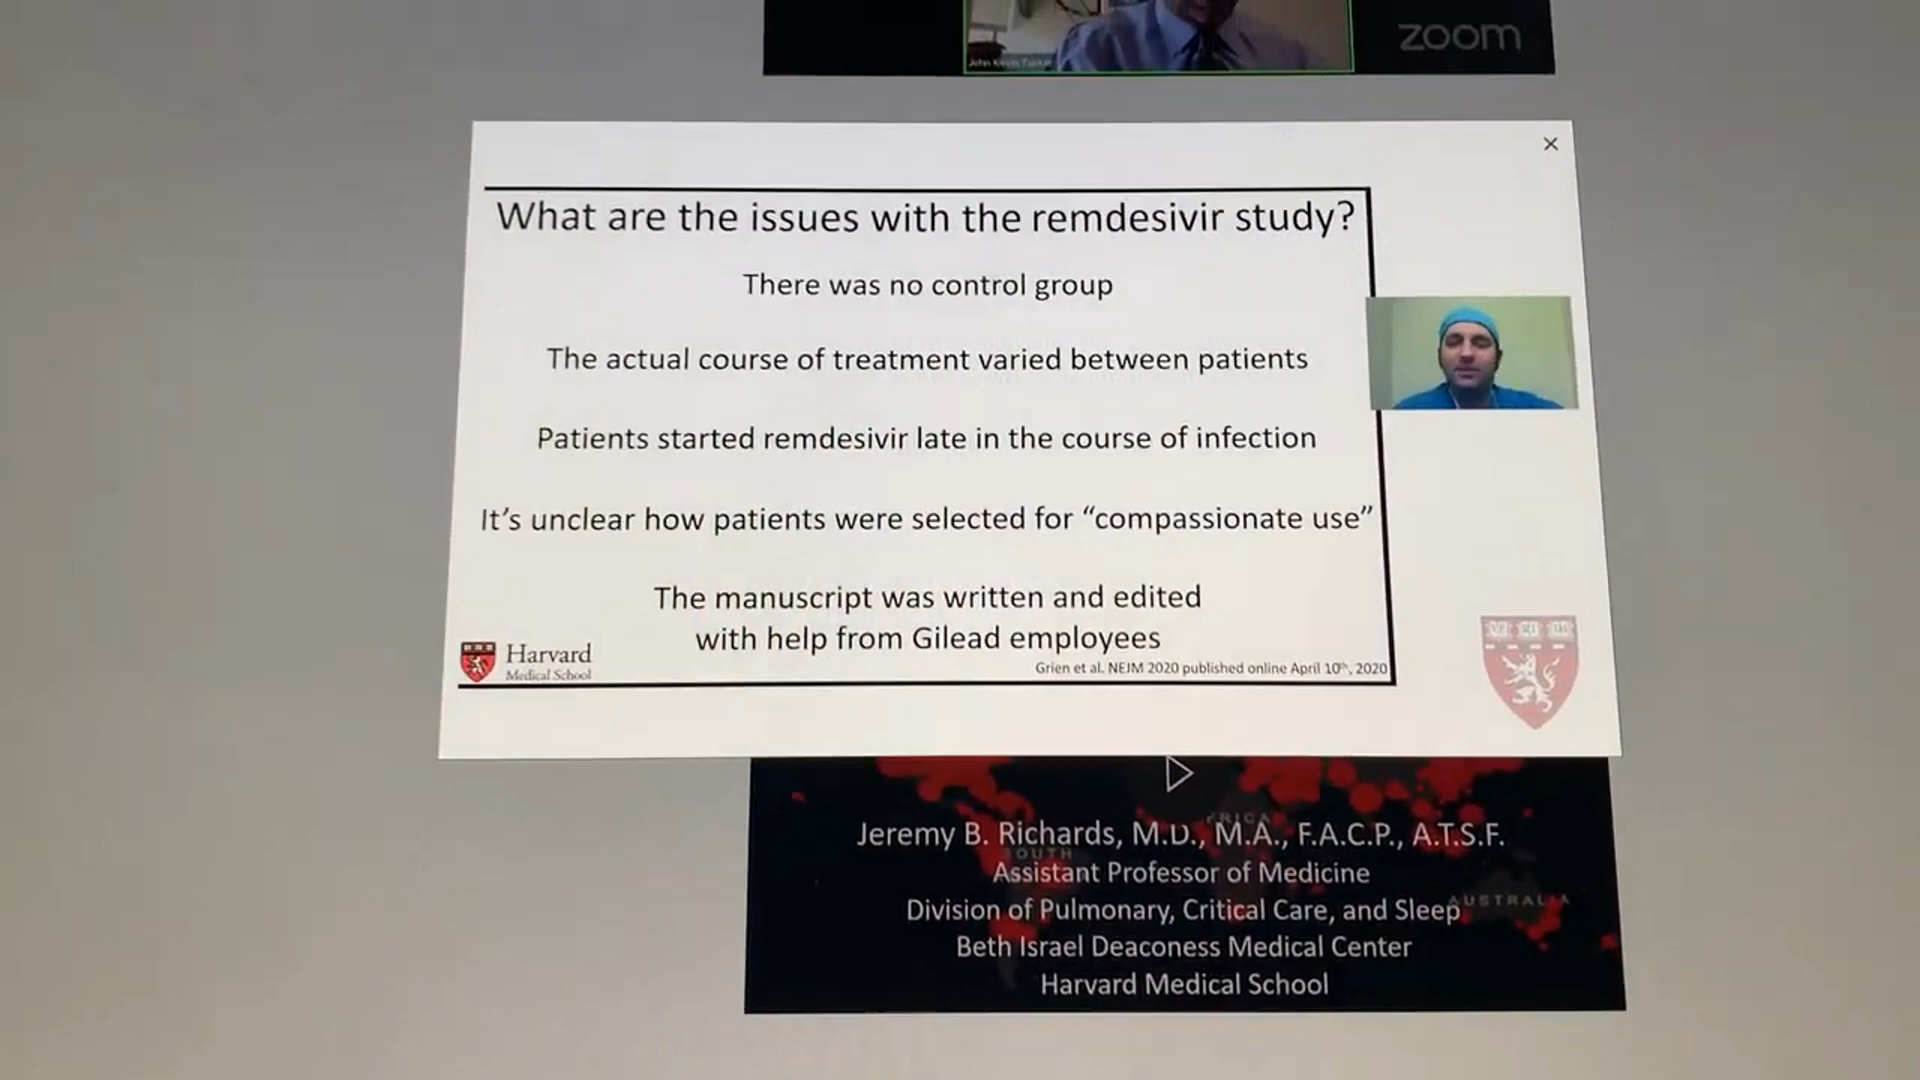 zoom
What are the issues with the remdesivir study?
There was no control group
The actual course of treatment varied between patients
Patients started remdesivir late in the course of infection
It's unclear how patients were selected for “compassionate use”
The manuscript was written and edited
with help from Gilead employees
Harvard
Medical School
Grien et al. NEJM 2020 published online April 10th, 2020
Jeremy B. Richards, M.D., M.A., F.A.C.P., A.T.S.F.
Assistant Professor of Medicine
Division of Pulmonary, Critical Care, and Sleep
AUSTRALIA
Beth Israel Deaconess Medical Center
Harvard Medical School